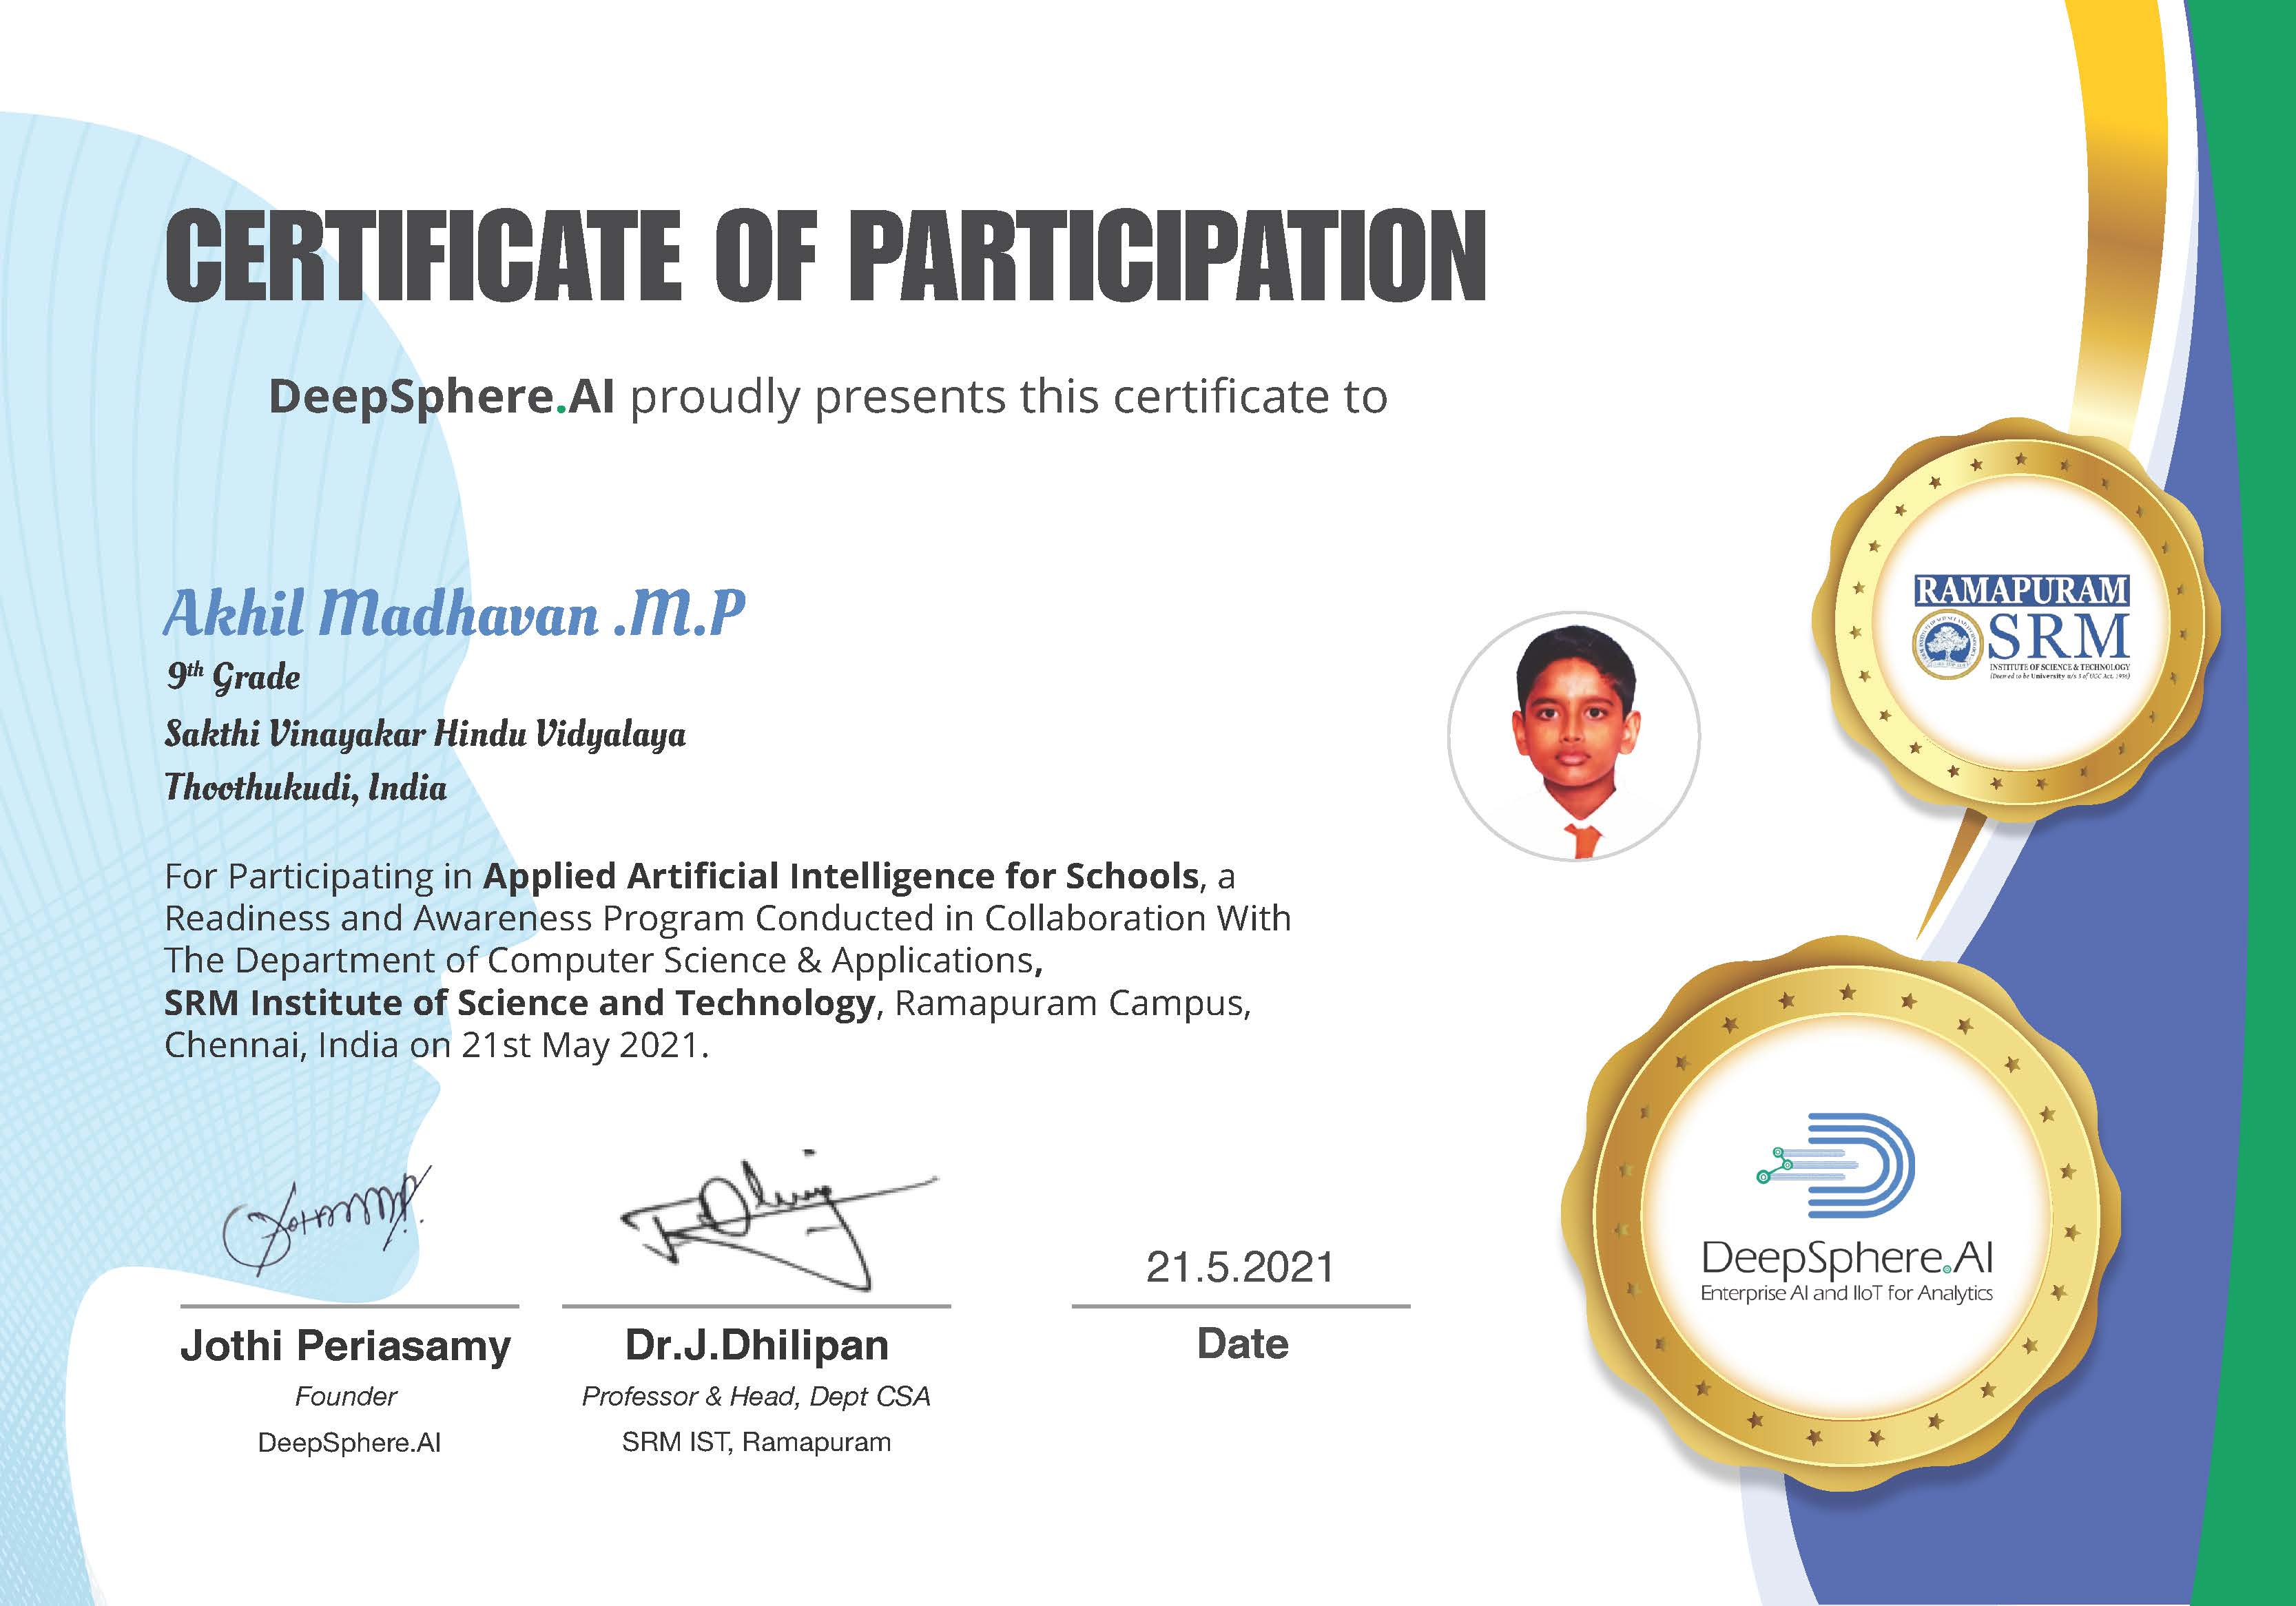 CERTIFICATE OF PARTICIPATION
DeepSphere.AI proudly presents this certificate to
Akhil Madhavan .M.P
9th Grade
Sakthi Vinayakar Hindu Vidyalaya
Thoothukudi, India
For Participating in Applied Artificial Intelligence for Schools, a
Readiness and Awareness Program Conducted in Collaboration With
The Department of Computer Science & Applications,
SRM Institute of Science and Technology, Ramapuram Campus,
Chennai, India on 21st May 2021.
21.5.2021
Jothi Periasamy
Founder
DeepSphere.AI
Dr.J.Dhilipan
Professor & Head, Dept CSA
SRM IST, Ramapuram
Date
RAMAPURAM
SRM
INSTITUTE OF SCIENCE & TECHNOLOGY
(Deemed to be University u/s 3 of UGC Act, 1956)
DeepSphere.AI
Enterprise AI and IIoT for Analytics